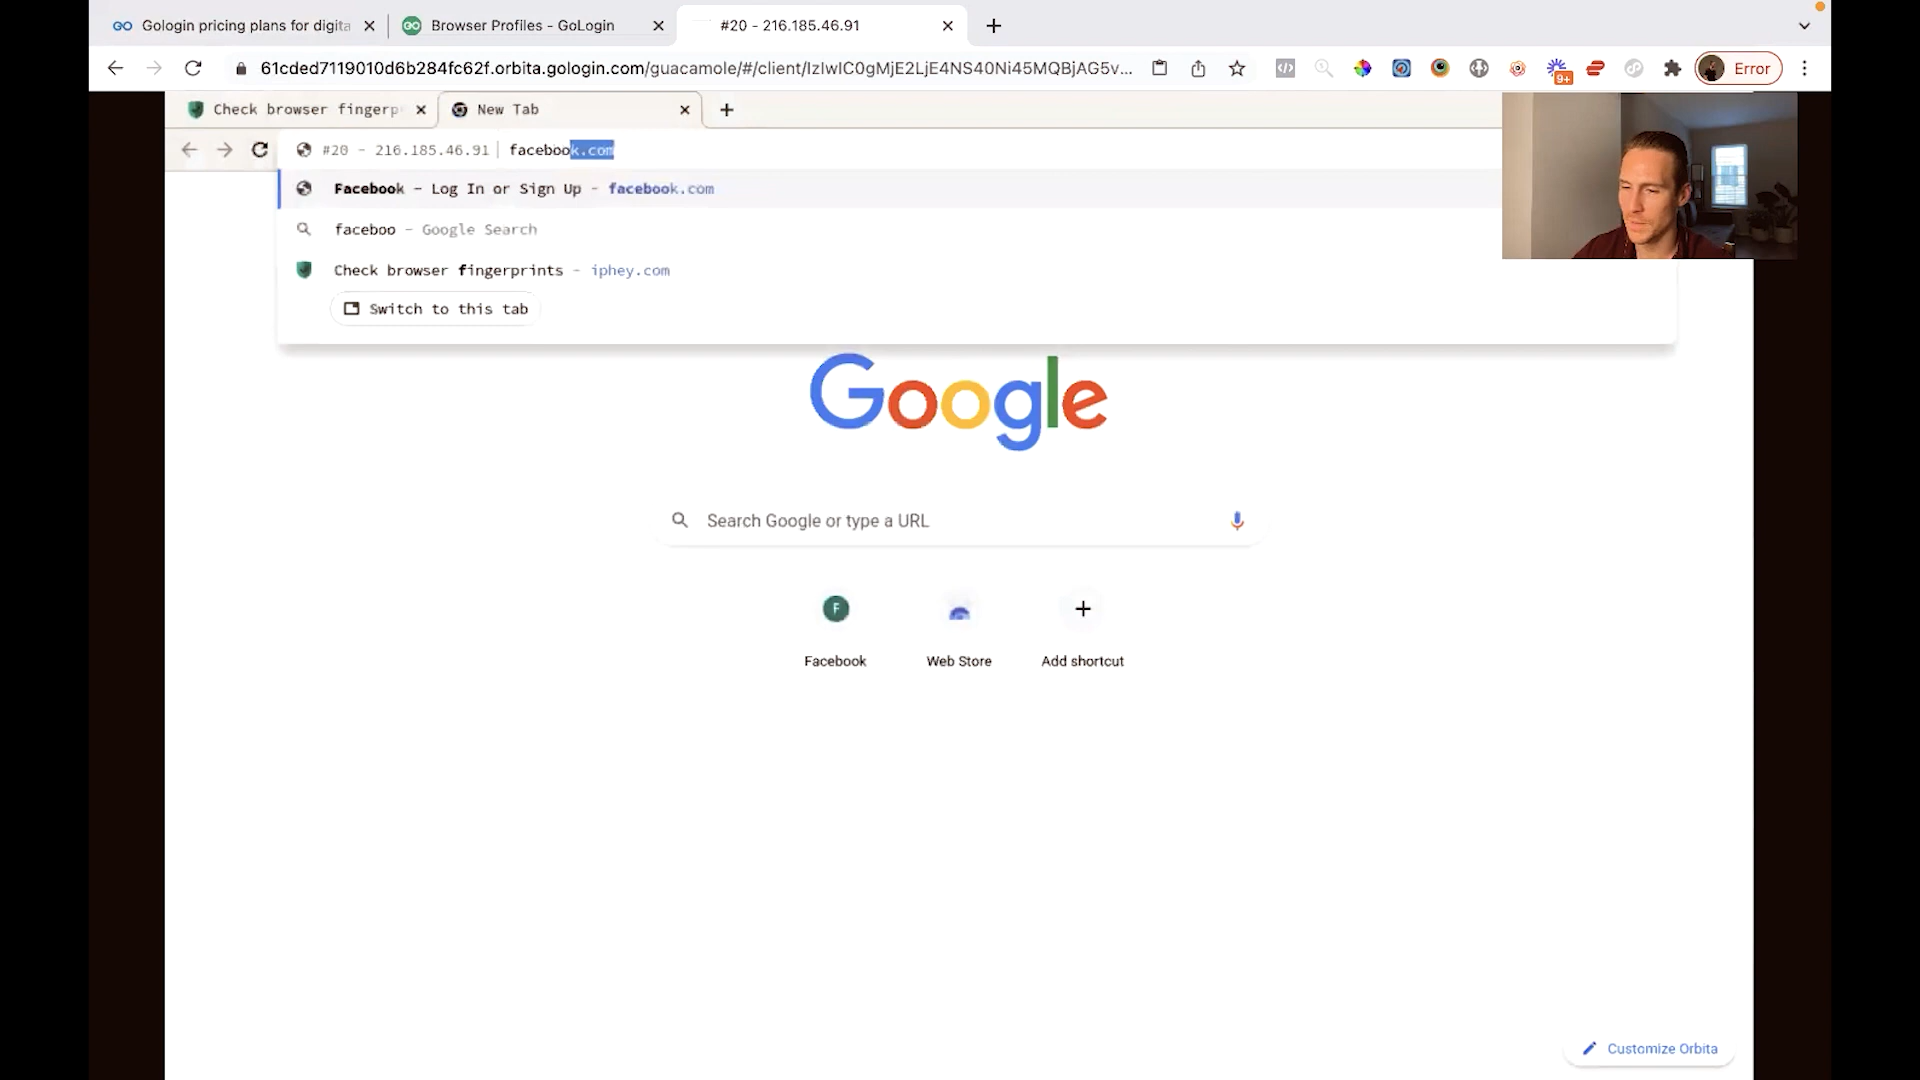 Gologin pricing plans for digita
Browser Profiles - GoLogin
#20 - 216.185.46.91
61cded7119010d6b284fc62f.orbita.gologin.com/guacamole/#/client/IzIwIC0gMjE2LjE4NS40Ni45MQBjAG5v...
9+
Error
Check browser fingerp
New Tab
#20 - 216.185.46.91 | facebook.com
Facebook - Log In or Sign Up - facebook.com
faceboo - Google Search
Check browser fingerprints - iphey.com
Switch to this tab
Google
Search Google or type a URL
F
Facebook
Web Store
Add shortcut
Customize Orbita